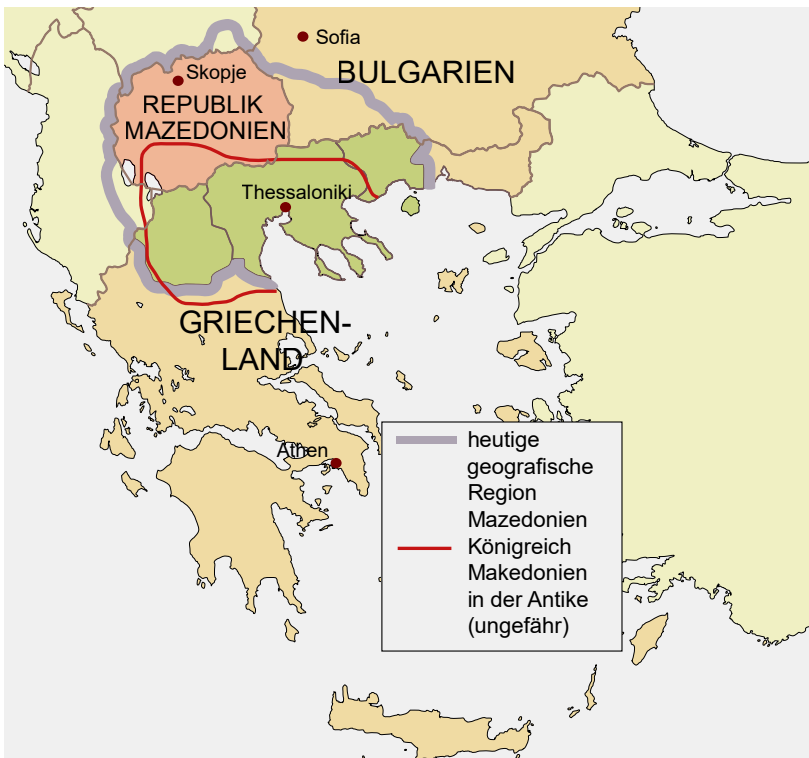 Sofia
BULGARIEN
Skopje
REPUBLIK
MAZEDONIEN
Thessaloniki
GRIECHEN-
LAND
Athen
heutige
geografische
Region
Mazedonien
Königreich
Makedonien
in der Antike
(ungefähr)